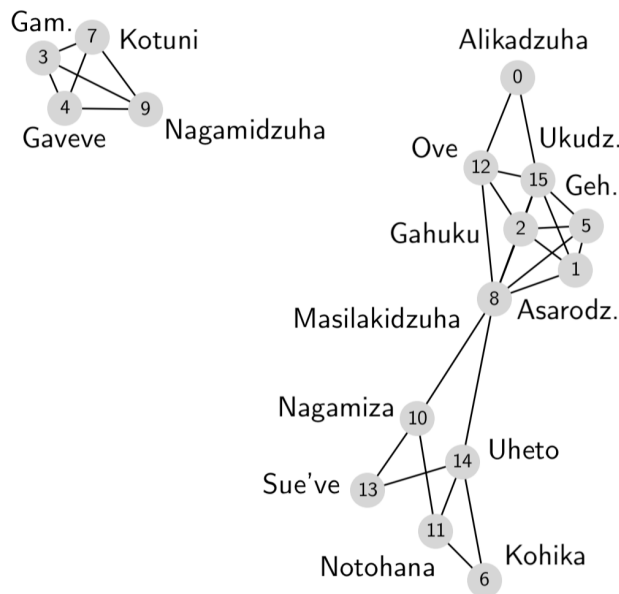 Gam.
7
Kotuni
3
4
9
Gaveve
Nagamidzuha
Alikadzuha
0
Ove
Ukudz.
12
15
Geh.
Gahuku
2
5
1
8
Asarodz.
Masilakidzuha
Nagamiza
10
14
Uheto
Sue've
13
11
Notohana
Kohika
6